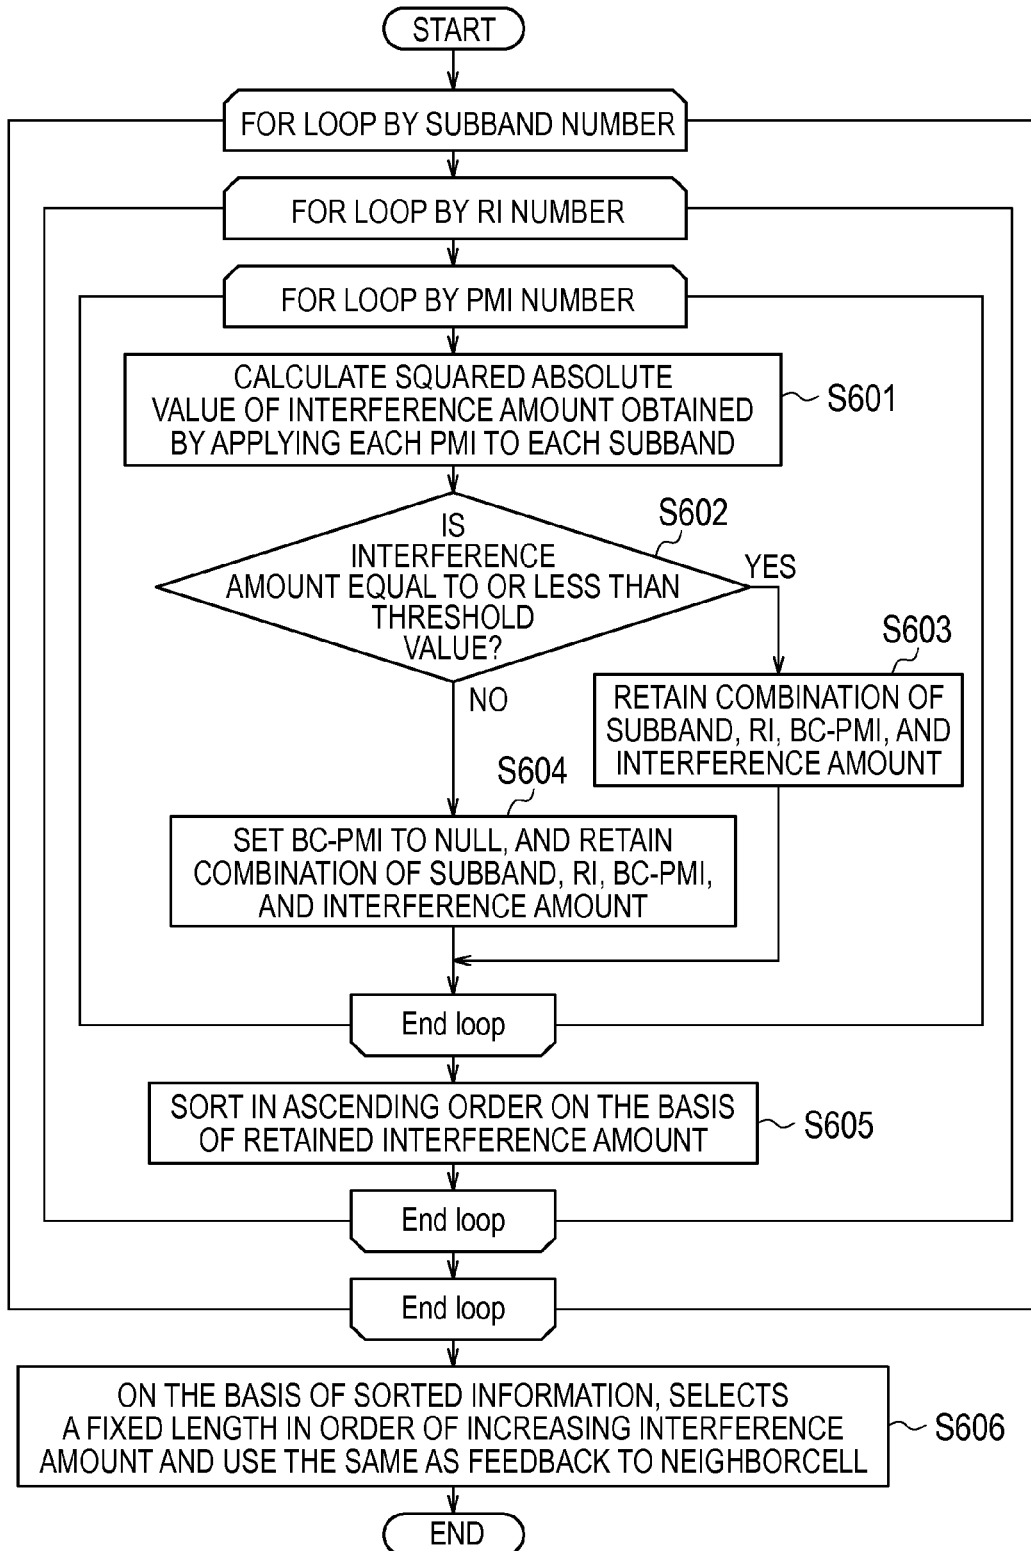 START
FOR LOOP BY SUBBAND NUMBER
FOR LOOP BY RI NUMBER
FOR LOOP BY PMI NUMBER
CALCULATE SQUARED ABSOLUTE
VALUE OF INTERFERENCE AMOUNT OBTAINED
BY APPLYING EACH PMI TO EACH SUBBAND
S601
IS
INTERFERENCE
AMOUNT EQUAL TO OR LESS THAN
THRESHOLD
VALUE?
S602
YES
NO
S603
RETAIN COMBINATION OF
SUBBAND, RI, BC-PMI, AND
INTERFERENCE AMOUNT
S604
SET BC-PMI TO NULL, AND RETAIN
COMBINATION OF SUBBAND, RI, BC-PMI,
AND INTERFERENCE AMOUNT
End loop
SORT IN ASCENDING ORDER ON THE BASIS
OF RETAINED INTERFERENCE AMOUNT
S605
End loop
End loop
ON THE BASIS OF SORTED INFORMATION, SELECTS
A FIXED LENGTH IN ORDER OF INCREASING INTERFERENCE
AMOUNT AND USE THE SAME AS FEEDBACK TO NEIGHBORCELL
S606
END